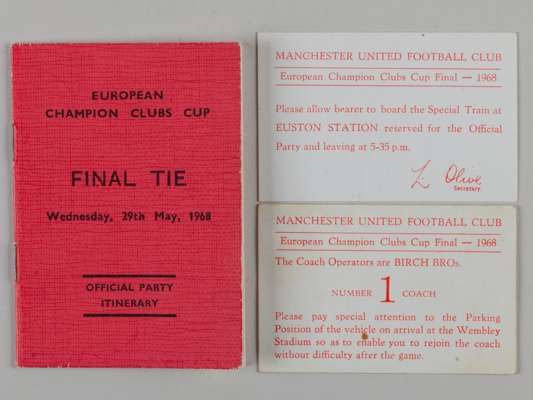 EUROPEAN
CHAMPION CLUBS CUP
FINAL TIE
Wednesday, 29th May, 1968
OFFICIAL PARTY
ITINERARY
MANCHESTER UNITED FOOTBALL CLUB
European Champion Clubs Cup Final — 1968
Please allow bearer to board the Special Train at
EUSTON STATION reserved for the Official
Party and leaving at 5-35 p.m.
L Olive
Secretary.
MANCHESTER UNITED FOOTBALL CLUB
European Champion Clubs Cup Final — 1968
The Coach Operators are BIRCH BROs.
NUMBER 1 COACH
Please pay special attention to the Parking
Position of the vehicle on arrival at the Wembley
Stadium so as to enable you to rejoin the coach
without difficulty after the game.